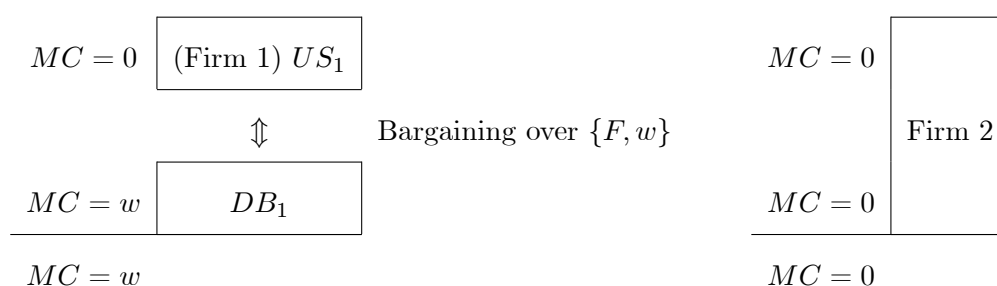 MC = 0 (Firm 1) US₁ MC = 0
⇕ Bargaining over {F, w} Firm 2
MC = w DB₁ MC = 0
MC = w MC = 0